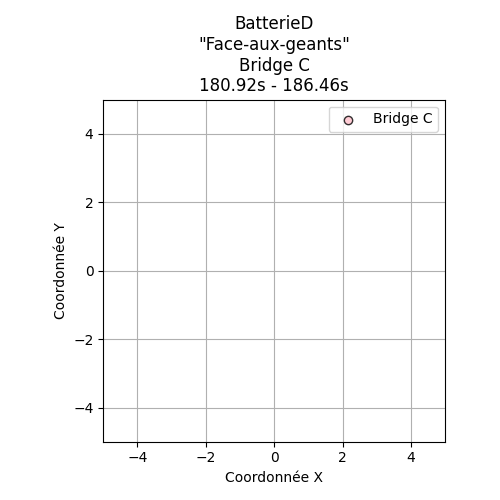 BatterieD
"Face-aux-geants"
Bridge C
180.92s - 186.46s
Bridge C
4
2
0
−2
−4
Coordonnée Y
−4 −2 0 2 4
Coordonnée X